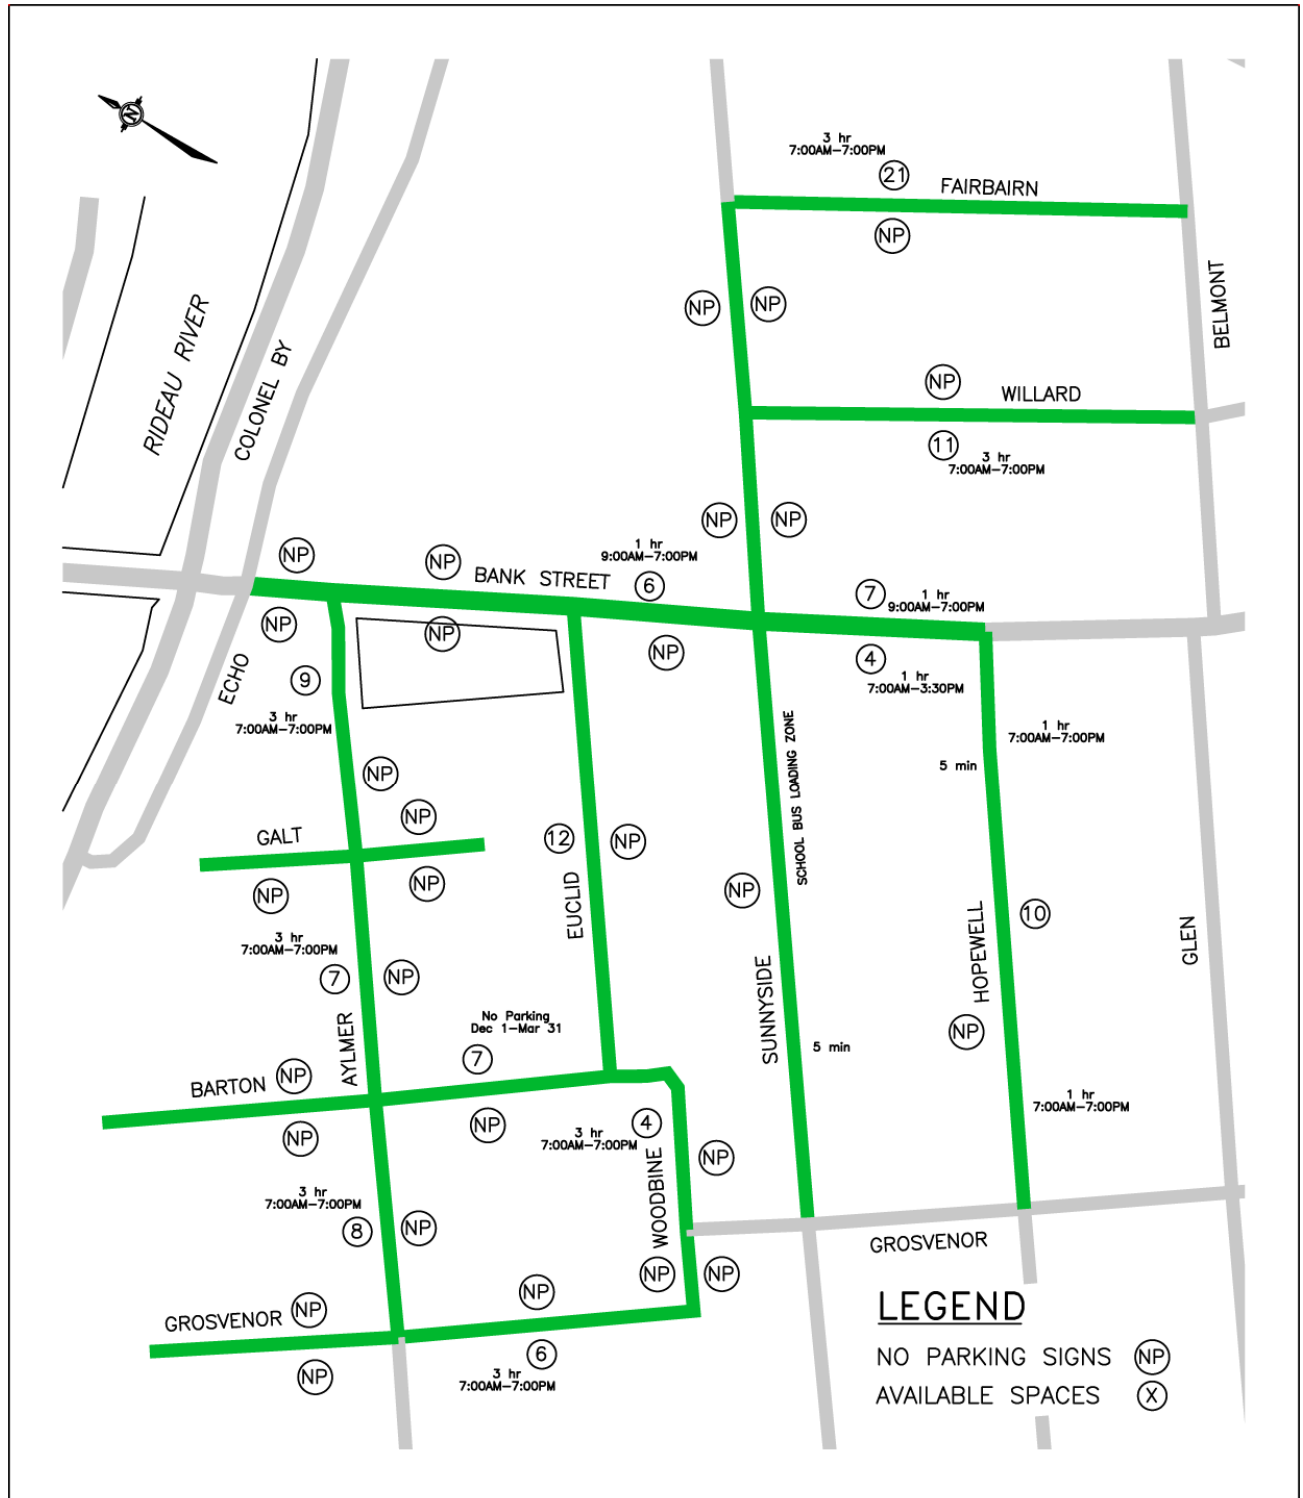 N
3 hr
7:00AM-7:00PM
21
FAIRBAIRN
NP
BELMONT
NP
NP
RIDEAU RIVER
COLONEL BY
NP
WILLARD
11
3 hr
7:00AM-7:00PM
NP
NP
NP
NP
1 hr
9:00AM-7:00PM
BANK STREET
6
7
1 hr
9:00AM-7:00PM
NP
NP
NP
4
1 hr
7:00AM-3:30PM
ECHO
9
3 hr
7:00AM-7:00PM
SCHOOL BUS LOADING ZONE
1 hr
7:00AM-7:00PM
5 min
NP
NP
GALT
12
NP
NP
NP
NP
EUCLID
HOPEWELL
10
GLEN
3 hr
7:00AM-7:00PM
7
NP
SUNNYSIDE
AYLMER
No Parking
Dec 1-Mar 31
7
NP
5 min
BARTON
NP
NP
NP
3 hr
7:00AM-7:00PM
4
WOODBINE
NP
1 hr
7:00AM-7:00PM
3 hr
7:00AM-7:00PM
8
NP
GROSVENOR
NP
NP
NP
GROSVENOR
NP
NP
6
3 hr
7:00AM-7:00PM
LEGEND
NO PARKING SIGNS NP
AVAILABLE SPACES X